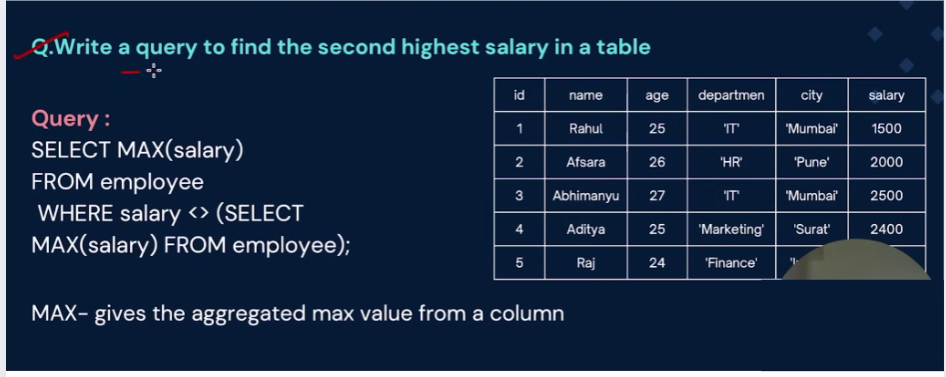 Q.Write a query to find the second highest salary in a table
Query :
SELECT MAX(salary)
FROM employee
WHERE salary <> (SELECT
MAX(salary) FROM employee);
id name age departmen city salary
1 Rahul 25 'IT' 'Mumbai' 1500
2 Afsara 26 'HR' 'Pune' 2000
3 Abhimanyu 27 'IT' 'Mumbai' 2500
4 Aditya 25 'Marketing' 'Surat' 2400
5 Raj 24 'Finance'
MAX- gives the aggregated max value from a column